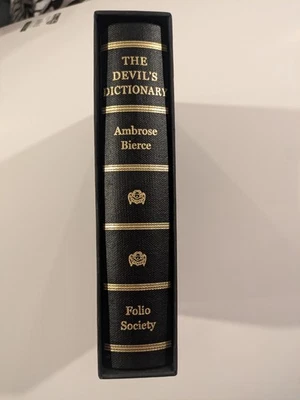 THE
DEVIL'S
DICTIONARY
Ambrose
Bierce
Folio
Society